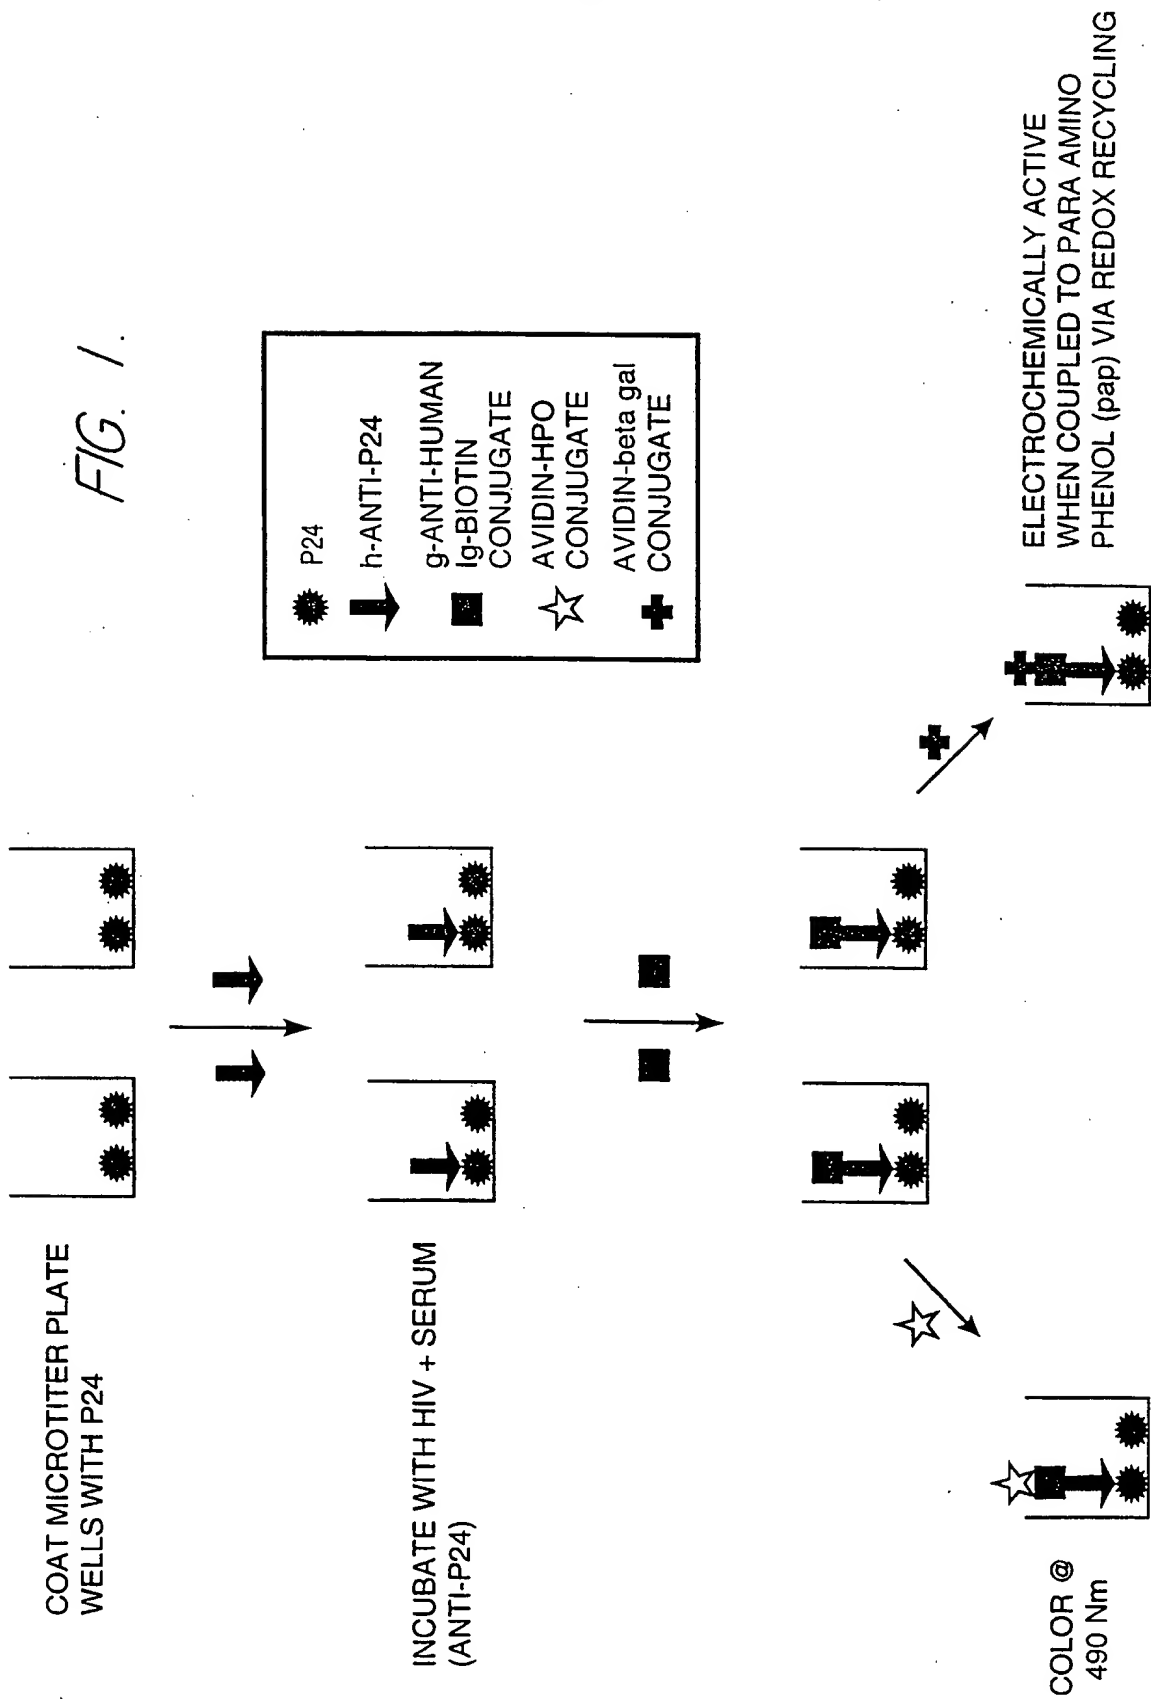 FIG. 1.
COAT MICROTITER PLATE
WELLS WITH P24
INCUBATE WITH HIV + SERUM
(ANTI-P24)
P24
h-ANTI-P24
g-ANTI-HUMAN
Ig-BIOTIN
CONJUGATE
AVIDIN-HPO
CONJUGATE
AVIDIN-beta gal
CONJUGATE
COLOR @
490 Nm
ELECTROCHEMICALLY ACTIVE
WHEN COUPLED TO PARA AMINO
PHENOL (pap) VIA REDOX RECYCLING